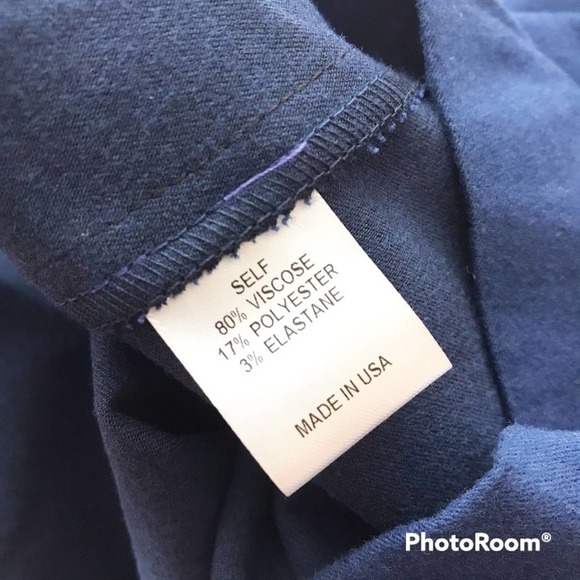 SELF
80% VISCOSE
17% POLYESTER
3% ELASTANE
MADE IN USA
PhotoRoom®